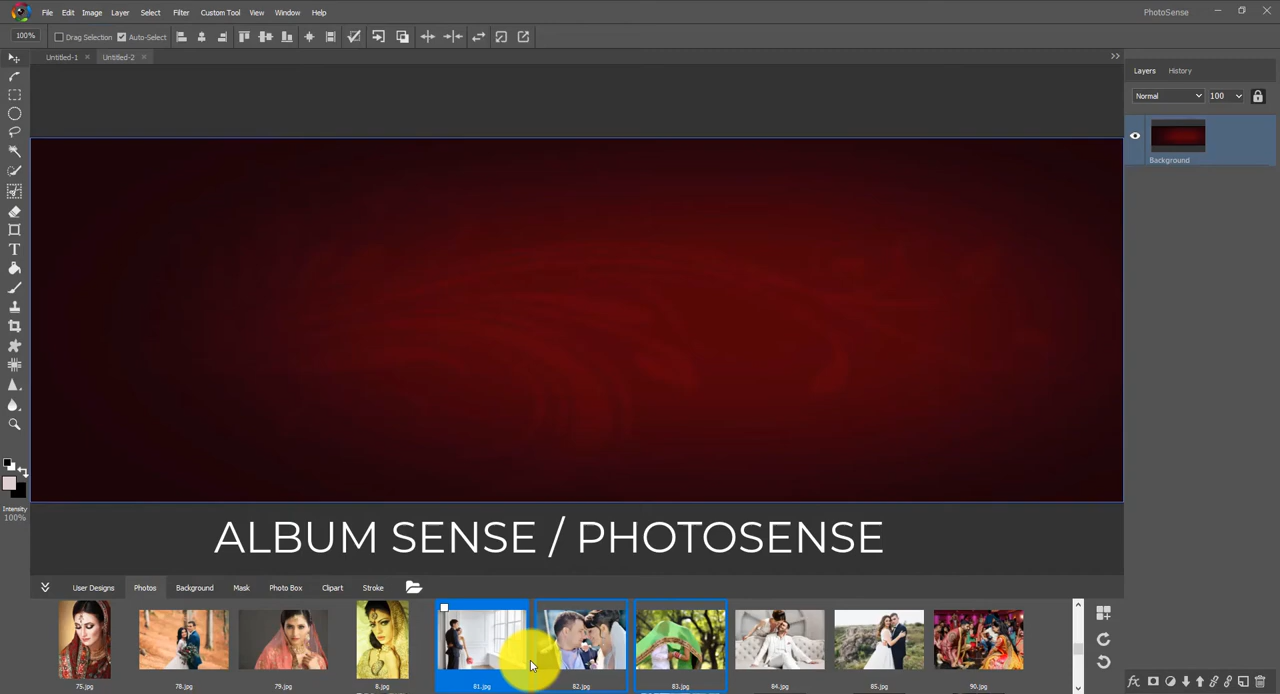 File Edit Image Layer Select Filter Custom Tool View Window Help
PhotoSense
100%
Drag Selection Auto-Select
Untitled-1
Untitled-2
Layers History
Normal 100
Background
Intensity
100%
ALBUM SENSE / PHOTOSENSE
User Designs Photos Background Mask Photo Box Clipart Stroke
75.jpg 78.jpg 79.jpg 8.jpg 81.jpg 82.jpg 83.jpg 84.jpg 85.jpg 90.jpg